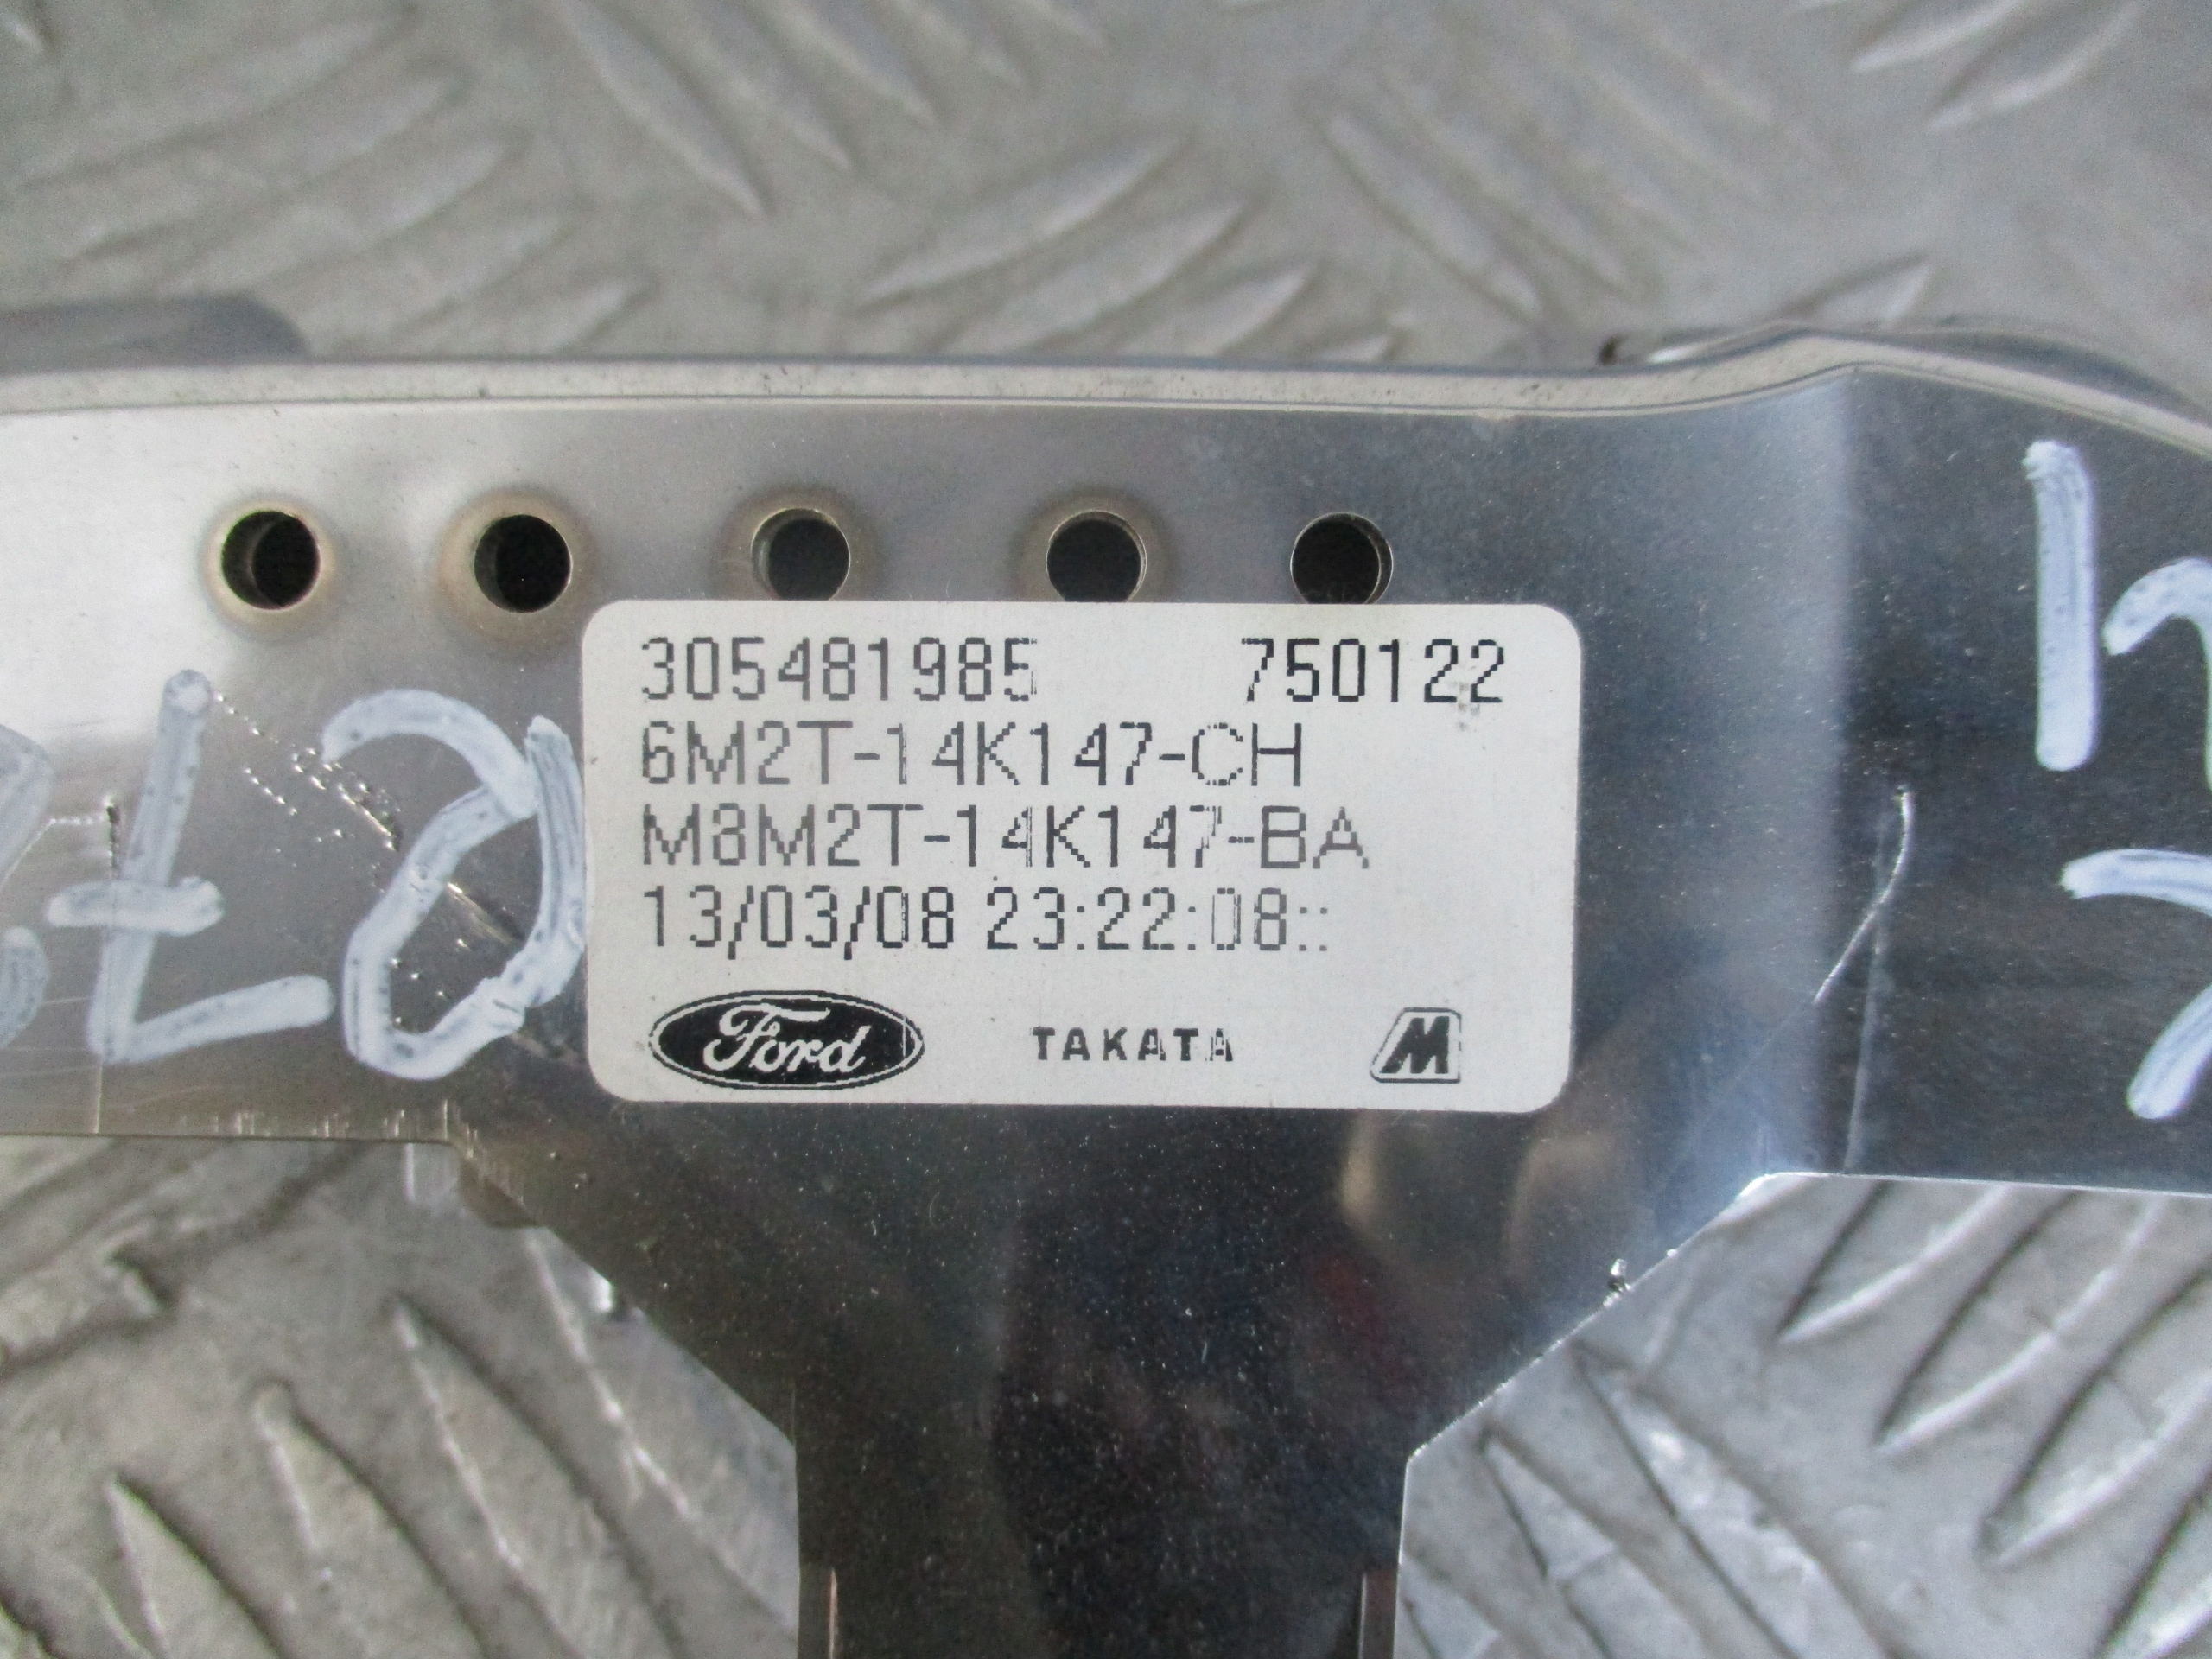 305481985 750122
6M2T-14K147-CH
M8M2T-14K147-BA
13/03/08 23:22:08::
Ford TAKATA M